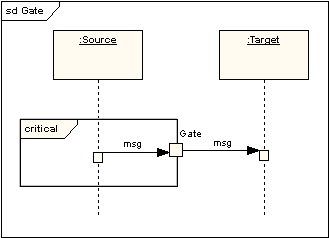 sd Gate
:Source
:Target
critical
Gate
msg
msg